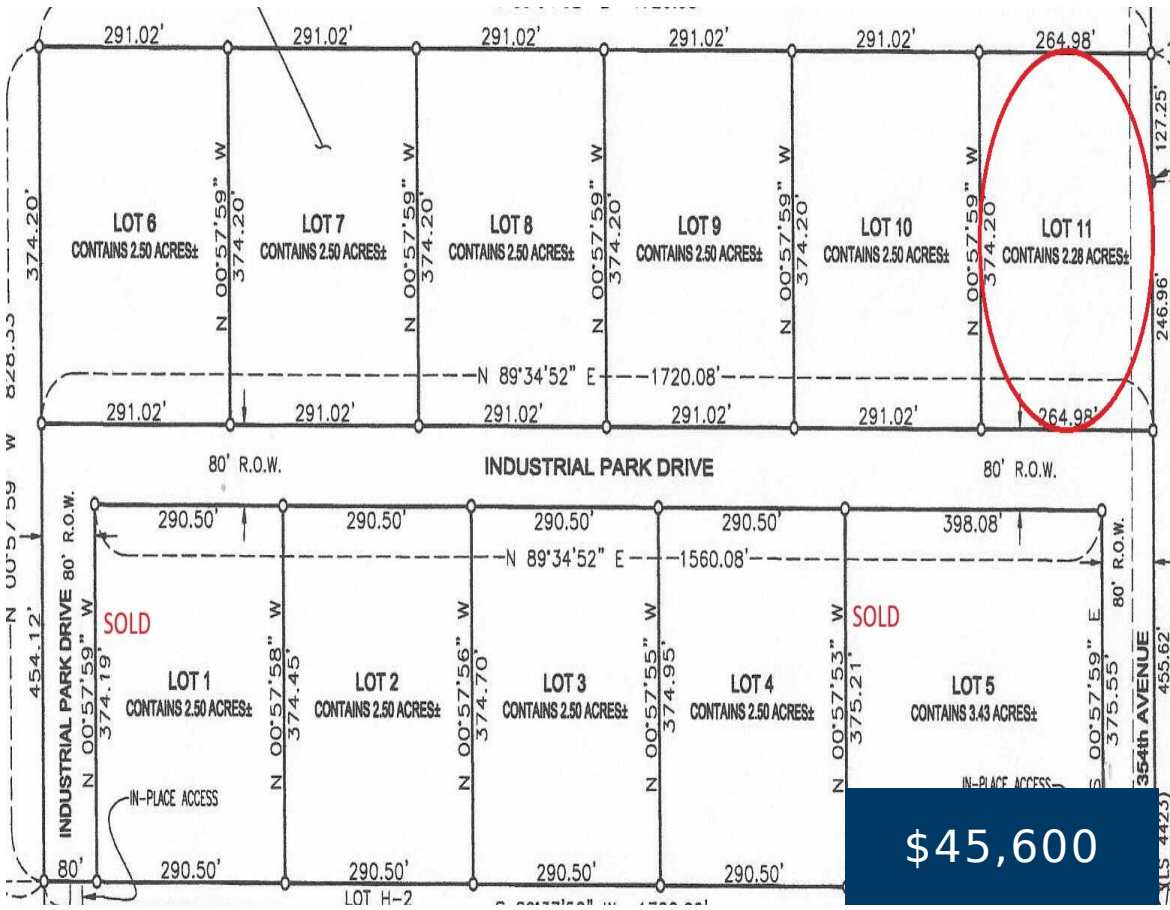 291.02' 291.02' 291.02' 291.02' 291.02' 264.98'
127.25'
374.20'
N 00°57'59" W 374.20'
N 00°57'59" W 374.20'
N 00°57'59" W 374.20'
N 00°57'59" W 374.20'
N 00°57'59" W 374.20'
LOT 6
CONTAINS 2.50 ACRES±
LOT 7
CONTAINS 2.50 ACRES±
LOT 8
CONTAINS 2.50 ACRES±
LOT 9
CONTAINS 2.50 ACRES±
LOT 10
CONTAINS 2.50 ACRES±
LOT 11
CONTAINS 2.28 ACRES±
246.96'
N 00°57'59" W 828.33'
N 89°34'52" E 1720.08'
291.02' 291.02' 291.02' 291.02' 291.02' 264.98'
80' R.O.W. INDUSTRIAL PARK DRIVE 80' R.O.W.
290.50' 290.50' 290.50' 290.50' 398.08'
N 89°34'52" E 1560.08'
454.12'
INDUSTRIAL PARK DRIVE 80' R.O.W.
SOLD
SOLD
N 00°57'59" W 374.19'
N 00°57'58" W 374.45'
N 00°57'56" W 374.70'
N 00°57'55" W 374.95'
N 00°57'53" W 375.21'
S 00°57'59" E 375.55'
80' R.O.W.
354th AVENUE
455.62'
LOT 1
CONTAINS 2.50 ACRES±
LOT 2
CONTAINS 2.50 ACRES±
LOT 3
CONTAINS 2.50 ACRES±
LOT 4
CONTAINS 2.50 ACRES±
LOT 5
CONTAINS 3.43 ACRES±
IN-PLACE ACCESS
IN-PLACE ACCESS
80' 290.50' 290.50' 290.50' 290.50'
LOT H-2
$45,600
(LS 4423)